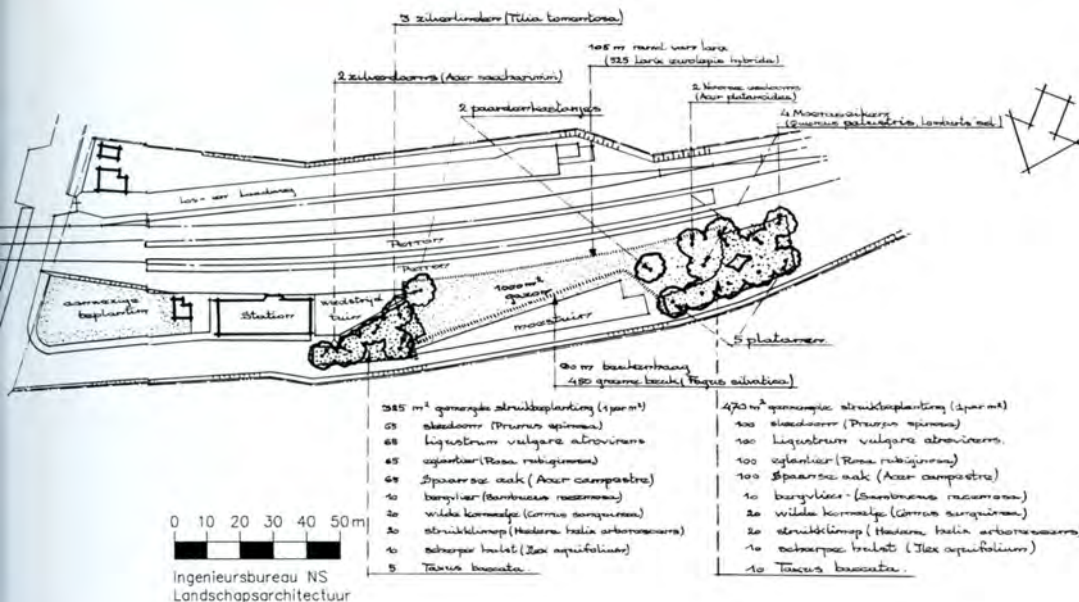 3 zilverlinden (Tilia tomentosa)
105 m rand van larix
(525 Larix eurolepis hybrida)
2 zilverdoorns (Acer saccharinum)
2 Noorse esdoorns
(Acer platanoides)
2 paardenkastanjes
4 Moeraseiken
(Quercus palustris, Lombarts sel.)
Los- en Laadweg
Perron
Perron
1000 m² gazon
aanwezige beplanting
Station
wedstrijd tuin
moestuin
5 platanen
90 m beukenhaag
450 groene beuk (Fagus silvatica)
325 m² gemengde struikbeplanting (1 per m²)
65 sleedoorn (Prunus spinosa)
65 Ligustrum vulgare atrovirens
65 eglantier (Rosa rubiginosa)
65 Spaanse aak (Acer campestre)
10 bergvlier (Sambucus racemosa)
20 wilde kornoelje (Cornus sanguinea)
20 struikklimop (Hedera helix arborescens)
10 scherpe hulst (Ilex aquifolium)
5 Taxus baccata.
470 m² gemengde struikbeplanting (1 per m²)
100 sleedoorn (Prunus spinosa)
100 Ligustrum vulgare atrovirens.
100 eglantier (Rosa rubiginosa)
100 Spaanse aak (Acer campestre)
10 bergvlier (Sambucus racemosa)
20 wilde kornoelje (Cornus sanguinea)
20 struikklimop (Hedera helix arborescens)
10 scherpe hulst (Ilex aquifolium)
10 Taxus baccata.
0 10 20 30 40 50 m
Ingenieursbureau NS
Landschapsarchitectuur